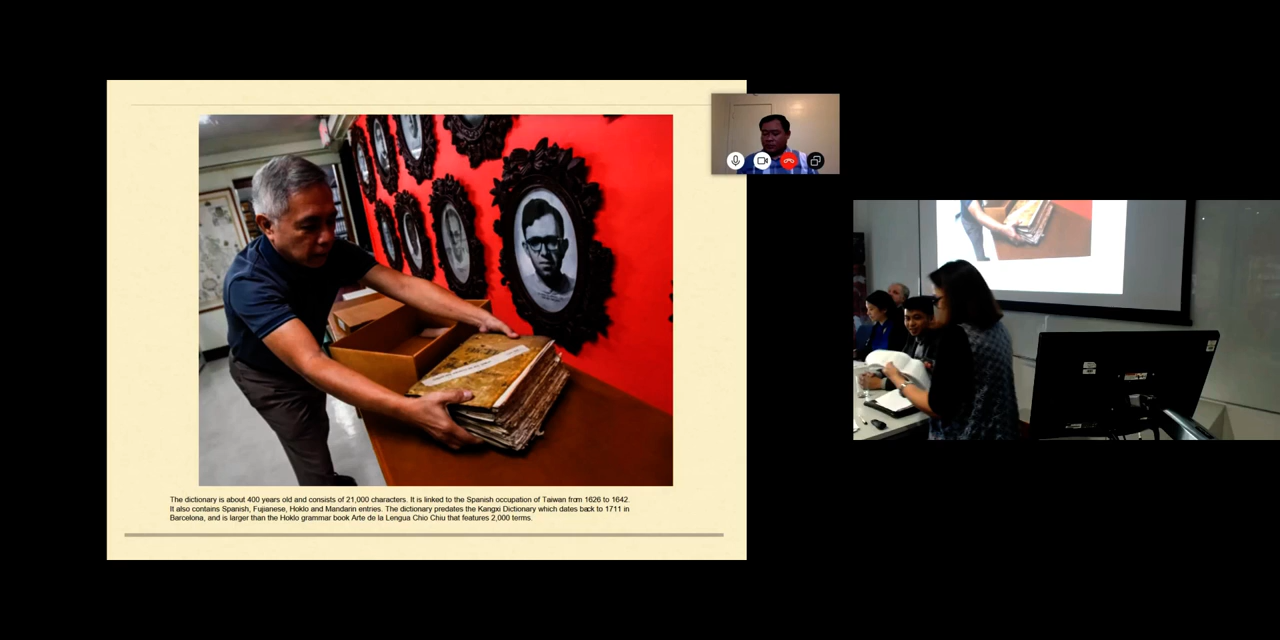 The dictionary is about 400 years old and consists of 21,000 characters. It is linked to the Spanish occupation of Taiwan from 1626 to 1642.
It also contains Spanish, Fujianese, Hoklo and Mandarin entries. The dictionary predates the Kangxi Dictionary which dates back to 1711 in
Barcelona, and is larger than the Hoklo grammar book Arte de la Lengua Chio Chiu that features 2,000 terms.